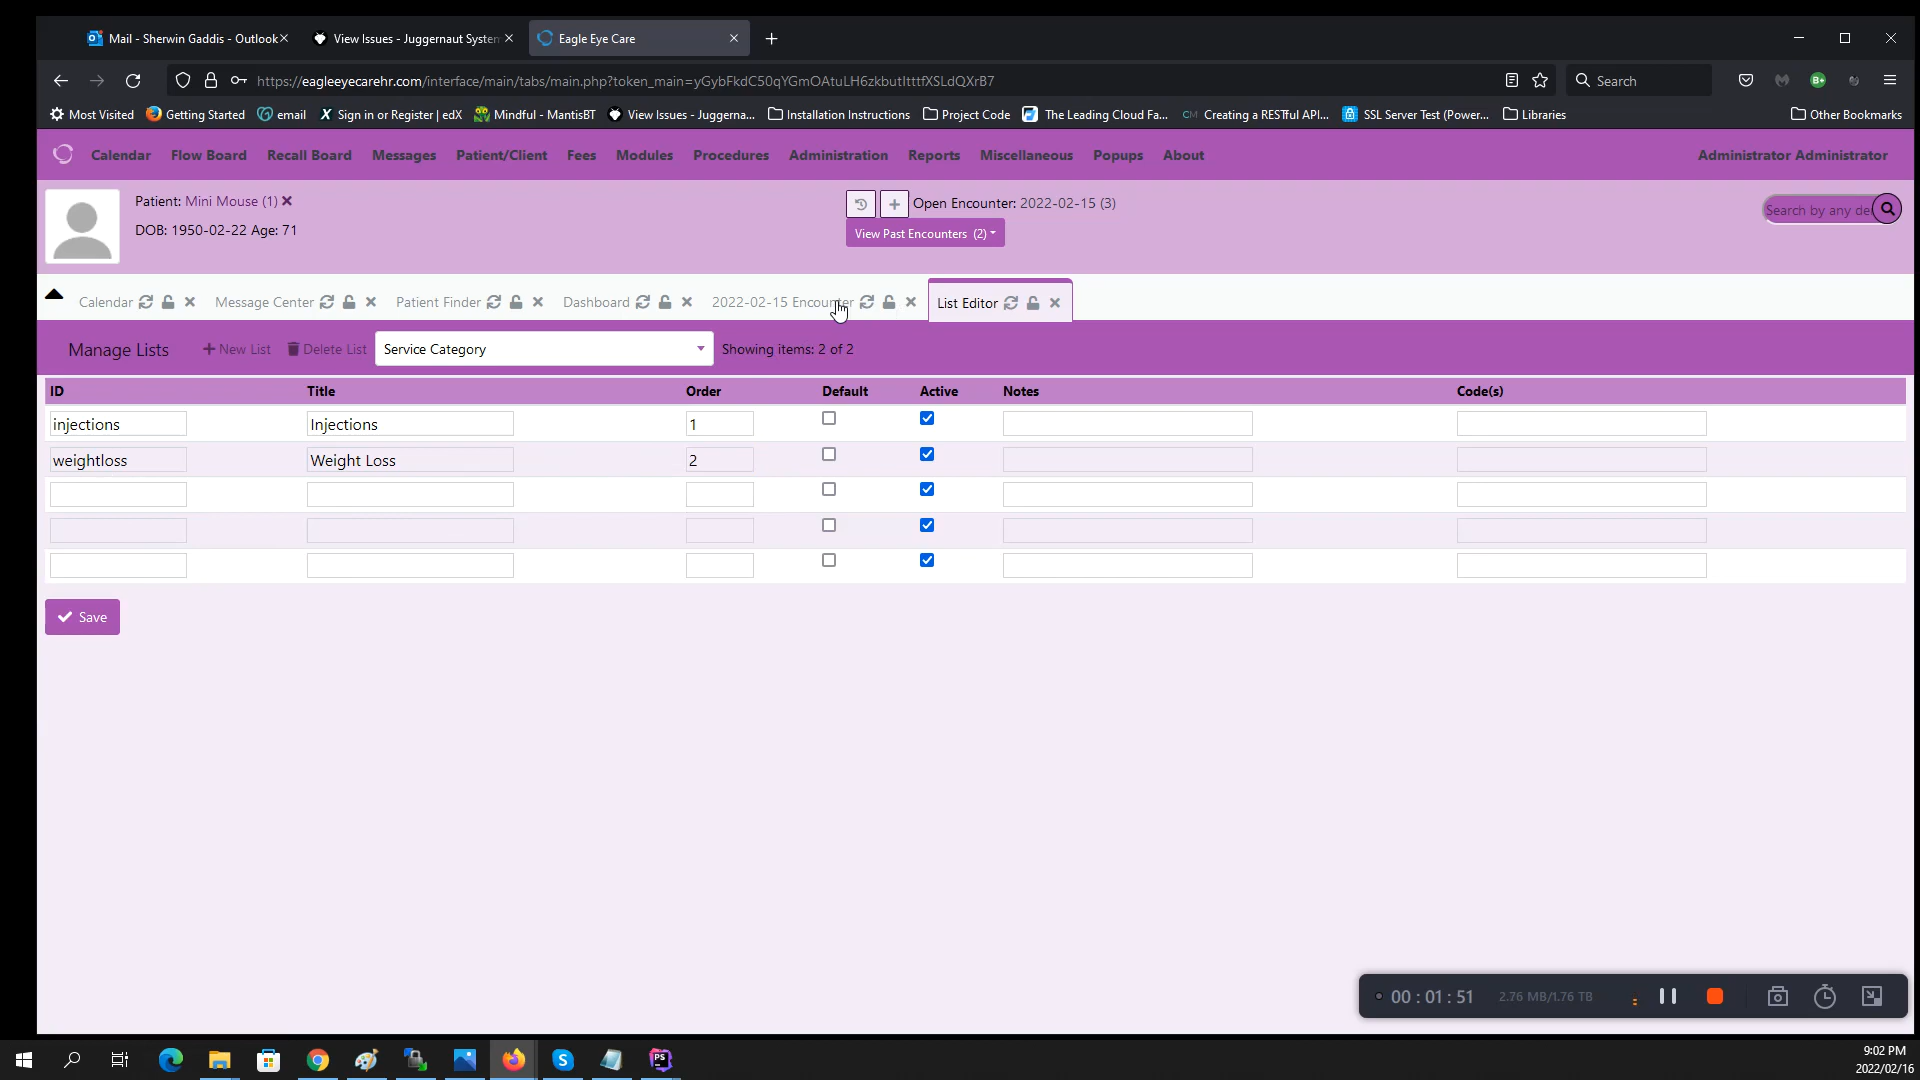 Mail - Sherwin Gaddis - Outlook
View Issues - Juggernaut System
Eagle Eye Care
https://eagleeyecarehr.com/interface/main/tabs/main.php?token_main=yGybFkdC50qYGmOAtuLH6zkbutItttfXSLdQXrB7
Search
Most Visited
Getting Started
email
Sign in or Register | edX
Mindful - MantisBT
View Issues - Juggerna...
Installation Instructions
Project Code
The Leading Cloud Fa...
CM Creating a RESTful API...
SSL Server Test (Power...
Libraries
Other Bookmarks
Calendar Flow Board Recall Board Messages Patient/Client Fees Modules Procedures Administration Reports Miscellaneous Popups About
Administrator Administrator
Patient: Mini Mouse (1)
DOB: 1950-02-22 Age: 71
Open Encounter: 2022-02-15 (3)
View Past Encounters (2)
Search by any de
Calendar
Message Center
Patient Finder
Dashboard
2022-02-15 Encounter
List Editor
Manage Lists
New List
Delete List
Service Category
Showing items: 2 of 2
ID Title Order Default Active Notes Code(s)
injections Injections 1
weightloss Weight Loss 2
Save
00 : 01 : 51
2.76 MB/1.76 TB
9:02 PM
2022/02/16